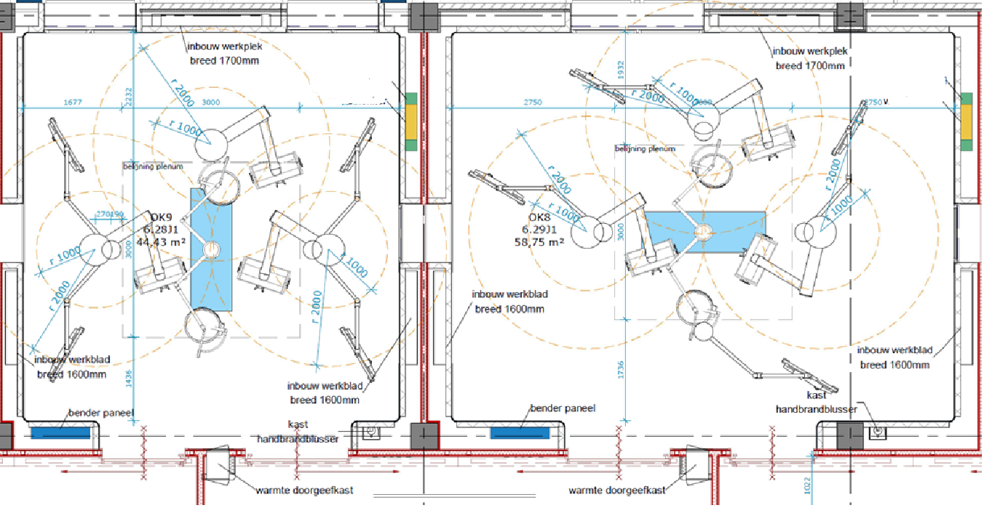 inbouw werkplek
breed 1700mm
r 2000
r 1000
1677
2232
3000
belijning plenum
270
190
OK9
6.28J1
44,43 m²
3000
r 1000
r 2000
r 1000
r 2000
inbouw werkblad
breed 1600mm
1436
inbouw werkblad
breed 1600mm
bender paneel
kast
handbrandblusser
warmte doorgeefkast
inbouw werkplek
breed 1700mm
1932
r 2000
r 1000
2750
3000
2750
belijning plenum
r 2000
r 1000
OK8
6.29J1
58,75 m²
3000
r 2000
r 1000
inbouw werkblad
breed 1600mm
1736
inbouw werkblad
breed 1600mm
bender paneel
kast
handbrandblusser
warmte doorgeefkast
1022